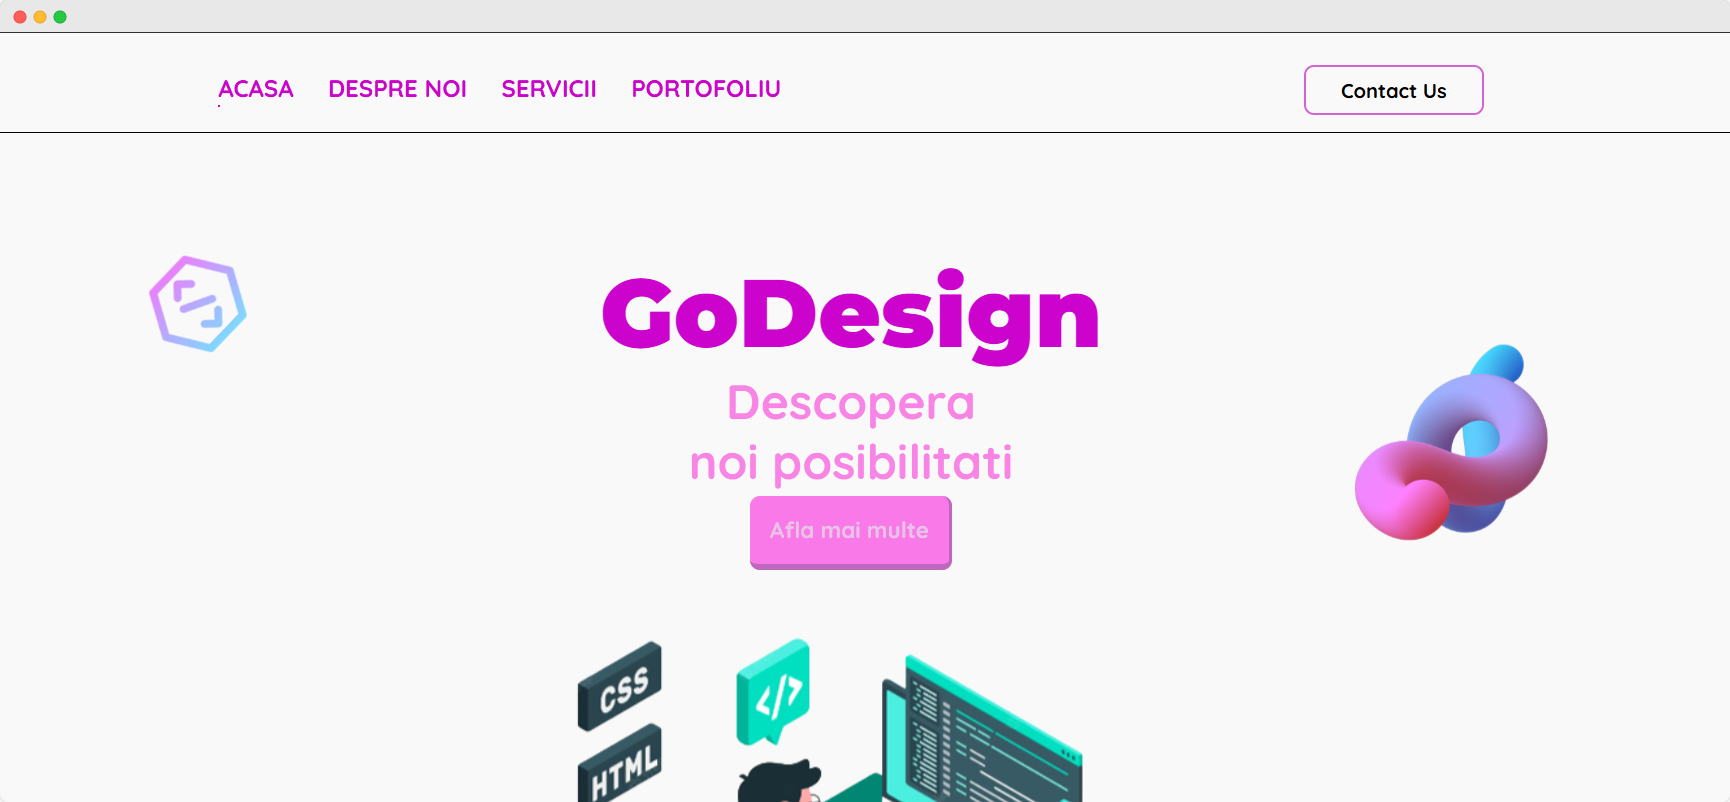 ACASA DESPRE NOI SERVICII PORTOFOLIU Contact Us
GoDesign
Descopera
noi posibilitati
Afla mai multe
CSS
</>
HTML